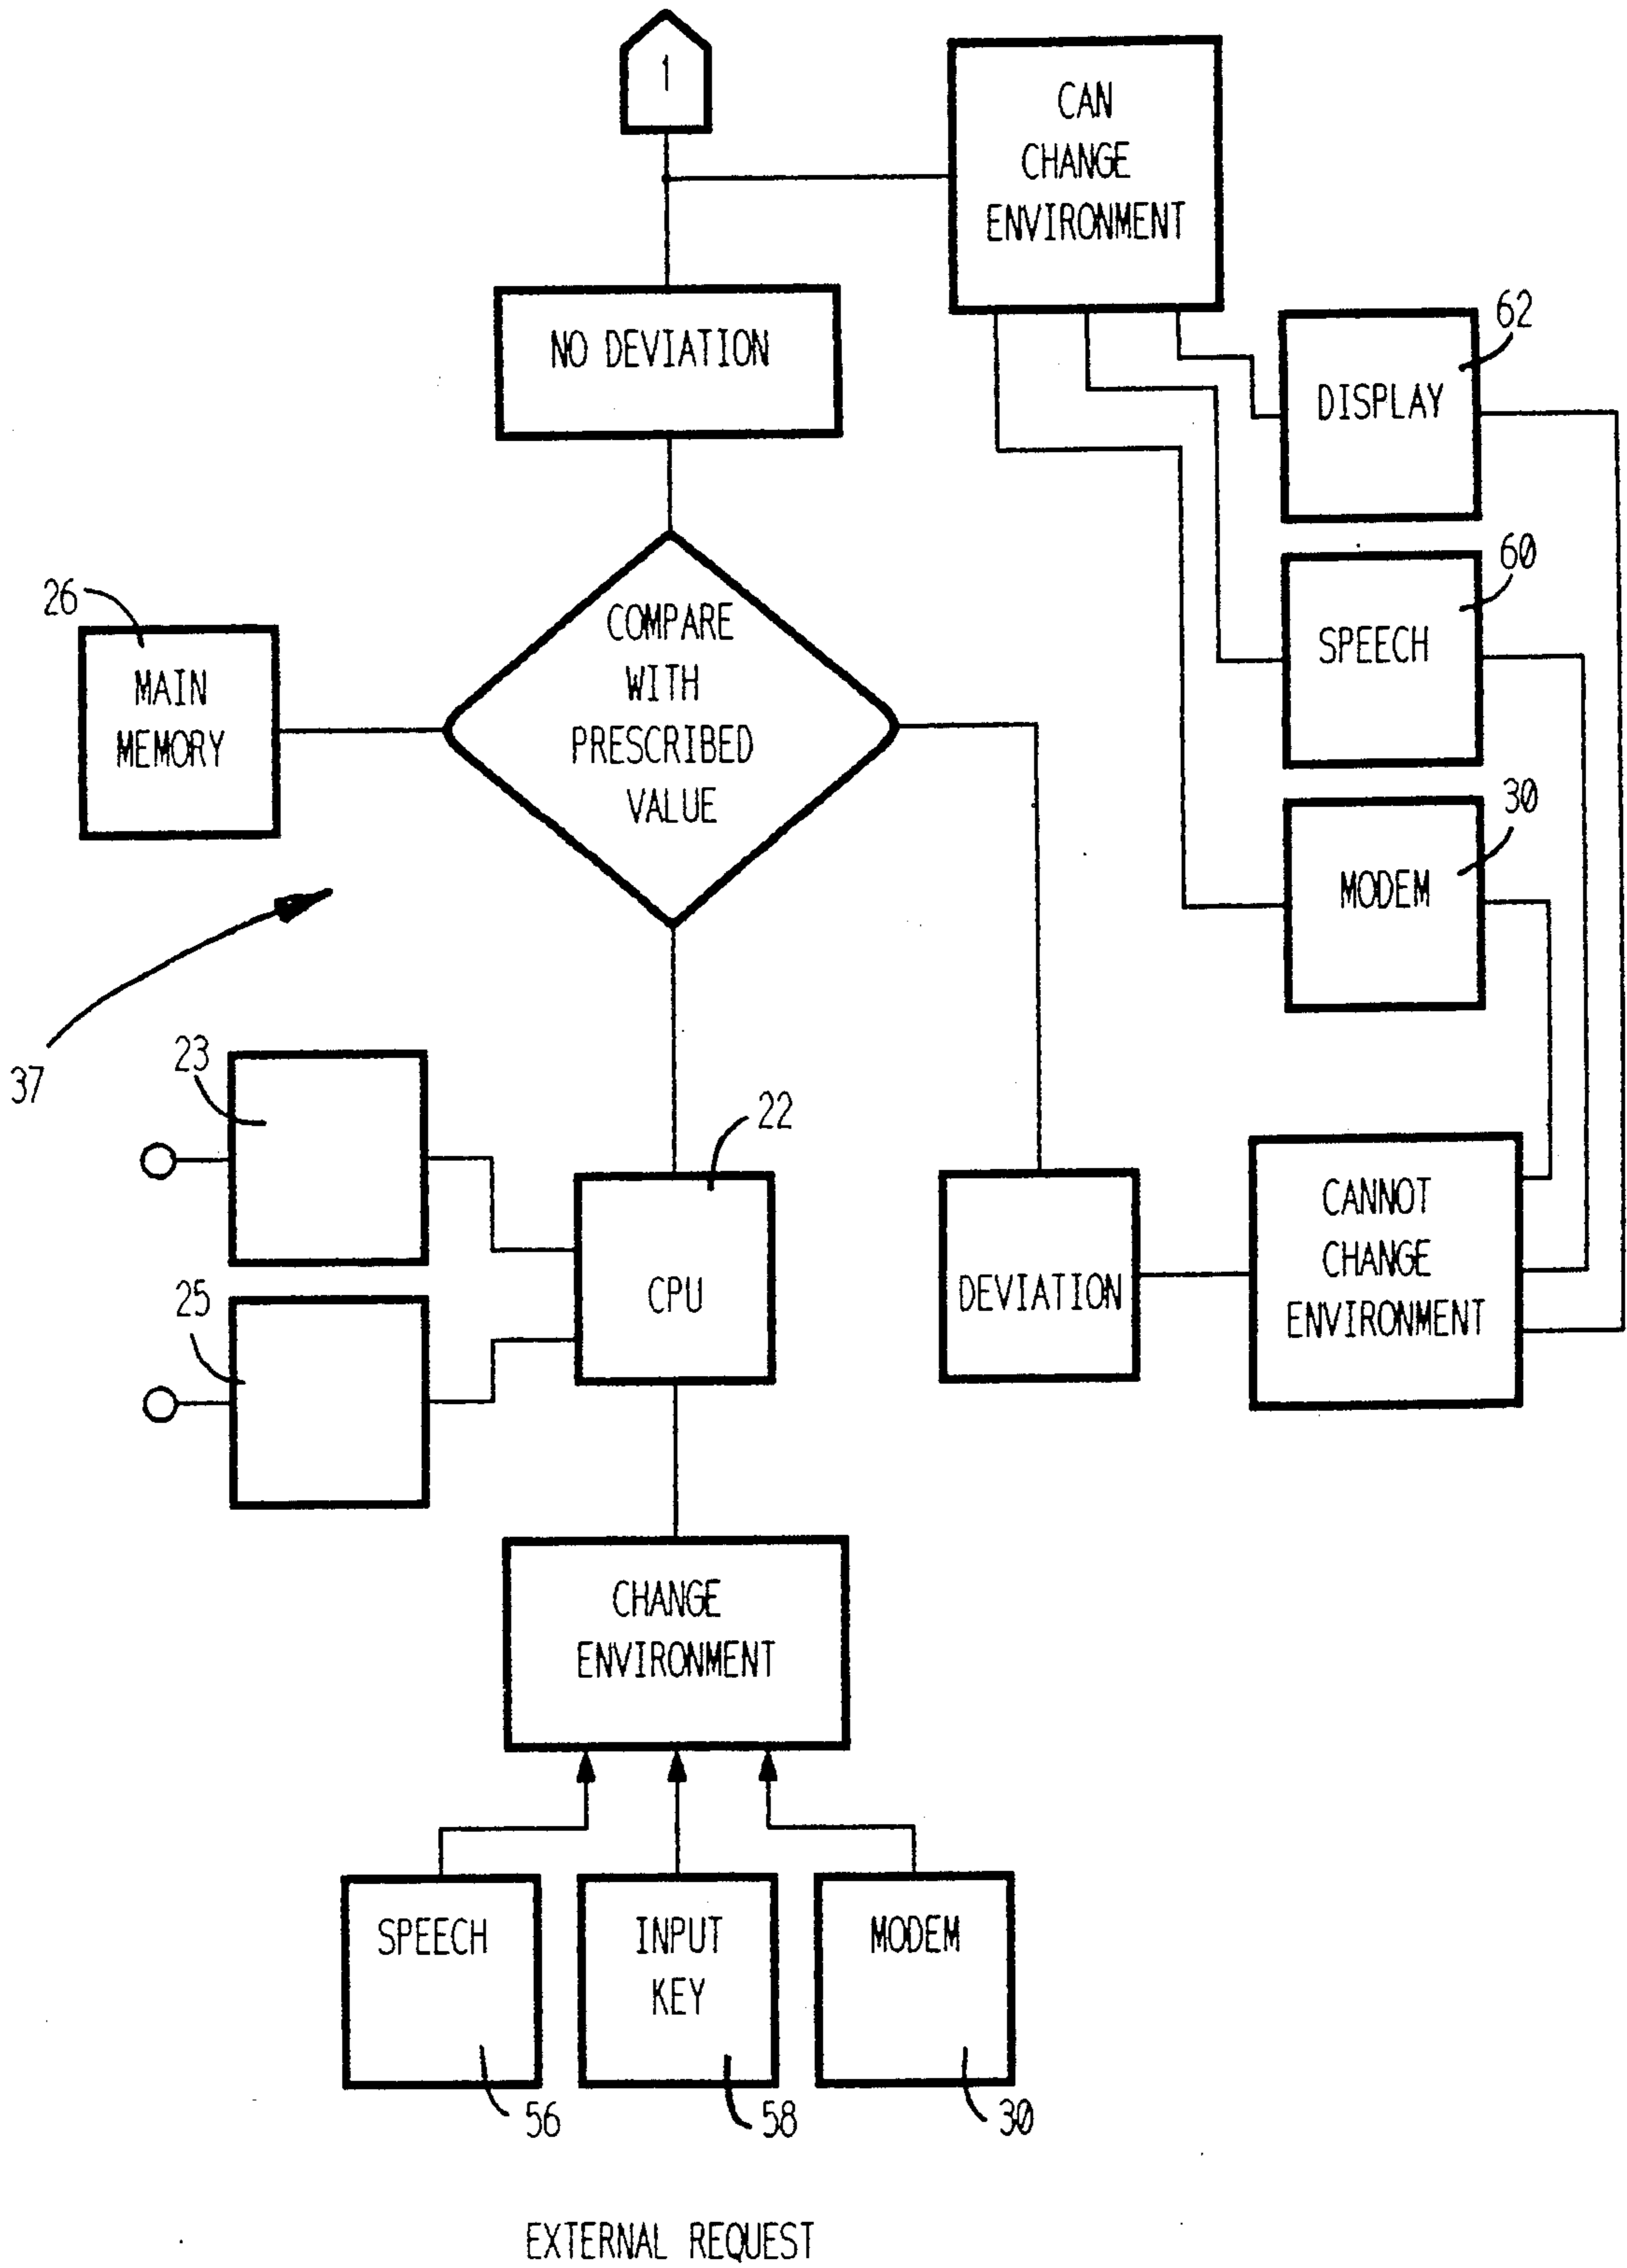 1
CAN
CHANGE
ENVIRONMENT
NO DEVIATION
62
DISPLAY
60
SPEECH
30
MODEM
26
MAIN
MEMORY
COMPARE
WITH
PRESCRIBED
VALUE
37
23
25
22
CPU
DEVIATION
CANNOT
CHANGE
ENVIRONMENT
CHANGE
ENVIRONMENT
SPEECH
INPUT
KEY
MODEM
56
58
30
EXTERNAL REQUEST